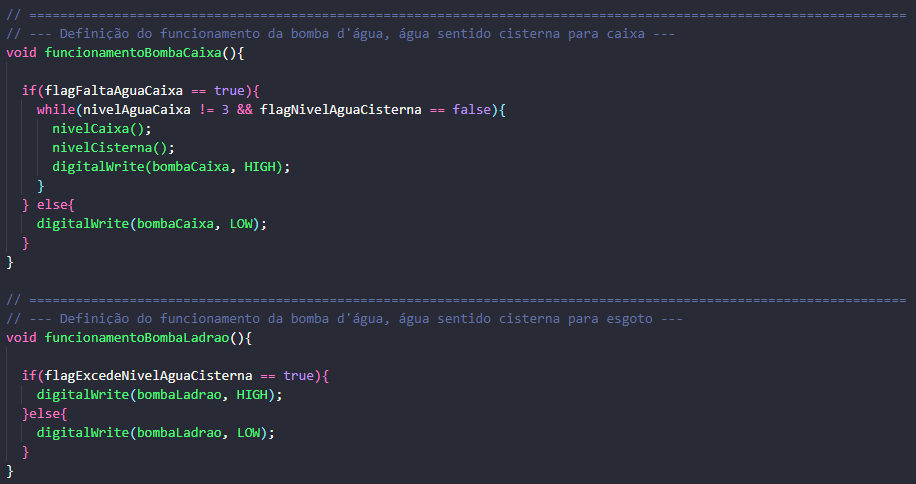 // ==================================================================================================================
// --- Definição do funcionamento da bomba d'água, água sentido cisterna para caixa ---
void funcionamentoBombaCaixa(){
if(flagFaltaAguaCaixa == true){
while(nivelAguaCaixa != 3 && flagNivelAguaCisterna == false){
nivelCaixa();
nivelCisterna();
digitalWrite(bombaCaixa, HIGH);
}
} else{
digitalWrite(bombaCaixa, LOW);
}
}
// ==================================================================================================================
// --- Definição do funcionamento da bomba d'água, água sentido cisterna para esgoto ---
void funcionamentoBombaLadrao(){
if(flagExcedeNivelAguaCisterna == true){
digitalWrite(bombaLadrao, HIGH);
}else{
digitalWrite(bombaLadrao, LOW);
}
}